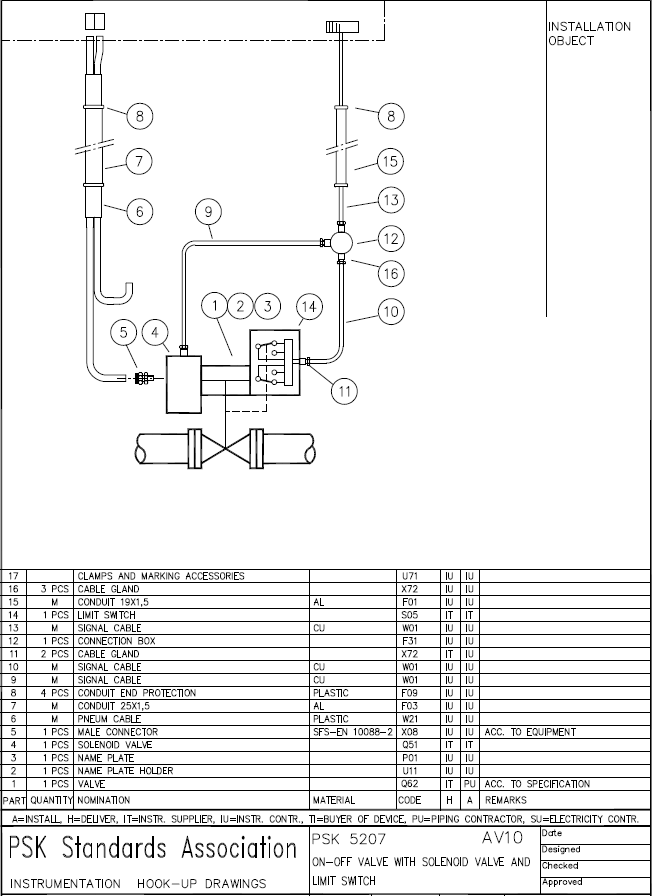 INSTALLATION
OBJECT
8
8
7
15
6
13
9
12
16
1 2 3 14
10
5 4
11
17 CLAMPS AND MARKING ACCESSORIES U71 IU IU
16 3 PCS CABLE GLAND X72 IU IU
15 M CONDUIT 19X1,5 AL F01 IU IU
14 1 PCS LIMIT SWITCH S05 IT IT
13 M SIGNAL CABLE CU W01 IU IU
12 1 PCS CONNECTION BOX F31 IU IU
11 2 PCS CABLE GLAND X72 IT IU
10 M SIGNAL CABLE CU W01 IU IU
9 M SIGNAL CABLE CU W01 IU IU
8 4 PCS CONDUIT END PROTECTION PLASTIC F09 IU IU
7 M CONDUIT 25X1,5 AL F03 IU IU
6 M PNEUM CABLE PLASTIC W21 IU IU
5 1 PCS MALE CONNECTOR SFS-EN 10088-2 X08 IU IU ACC. TO EQUIPMENT
4 1 PCS SOLENOID VALVE Q51 IT IT
3 1 PCS NAME PLATE P01 IU IU
2 1 PCS NAME PLATE HOLDER U11 IU IU
1 1 PCS VALVE Q62 IT PU ACC. TO SPECIFICATION
PART QUANTITY NOMINATION MATERIAL CODE H A REMARKS
A=INSTALL, H=DELIVER, IT=INSTR. SUPPLIER, IU=INSTR. CONTR., TI=BUYER OF DEVICE, PU=PIPING CONTRACTOR, SU=ELECTRICITY CONTR.
PSK Standards Association
INSTRUMENTATION HOOK-UP DRAWINGS
PSK 5207 AV10
ON-OFF VALVE WITH SOLENOID VALVE AND
LIMIT SWITCH
Date
Designed
Checked
Approved